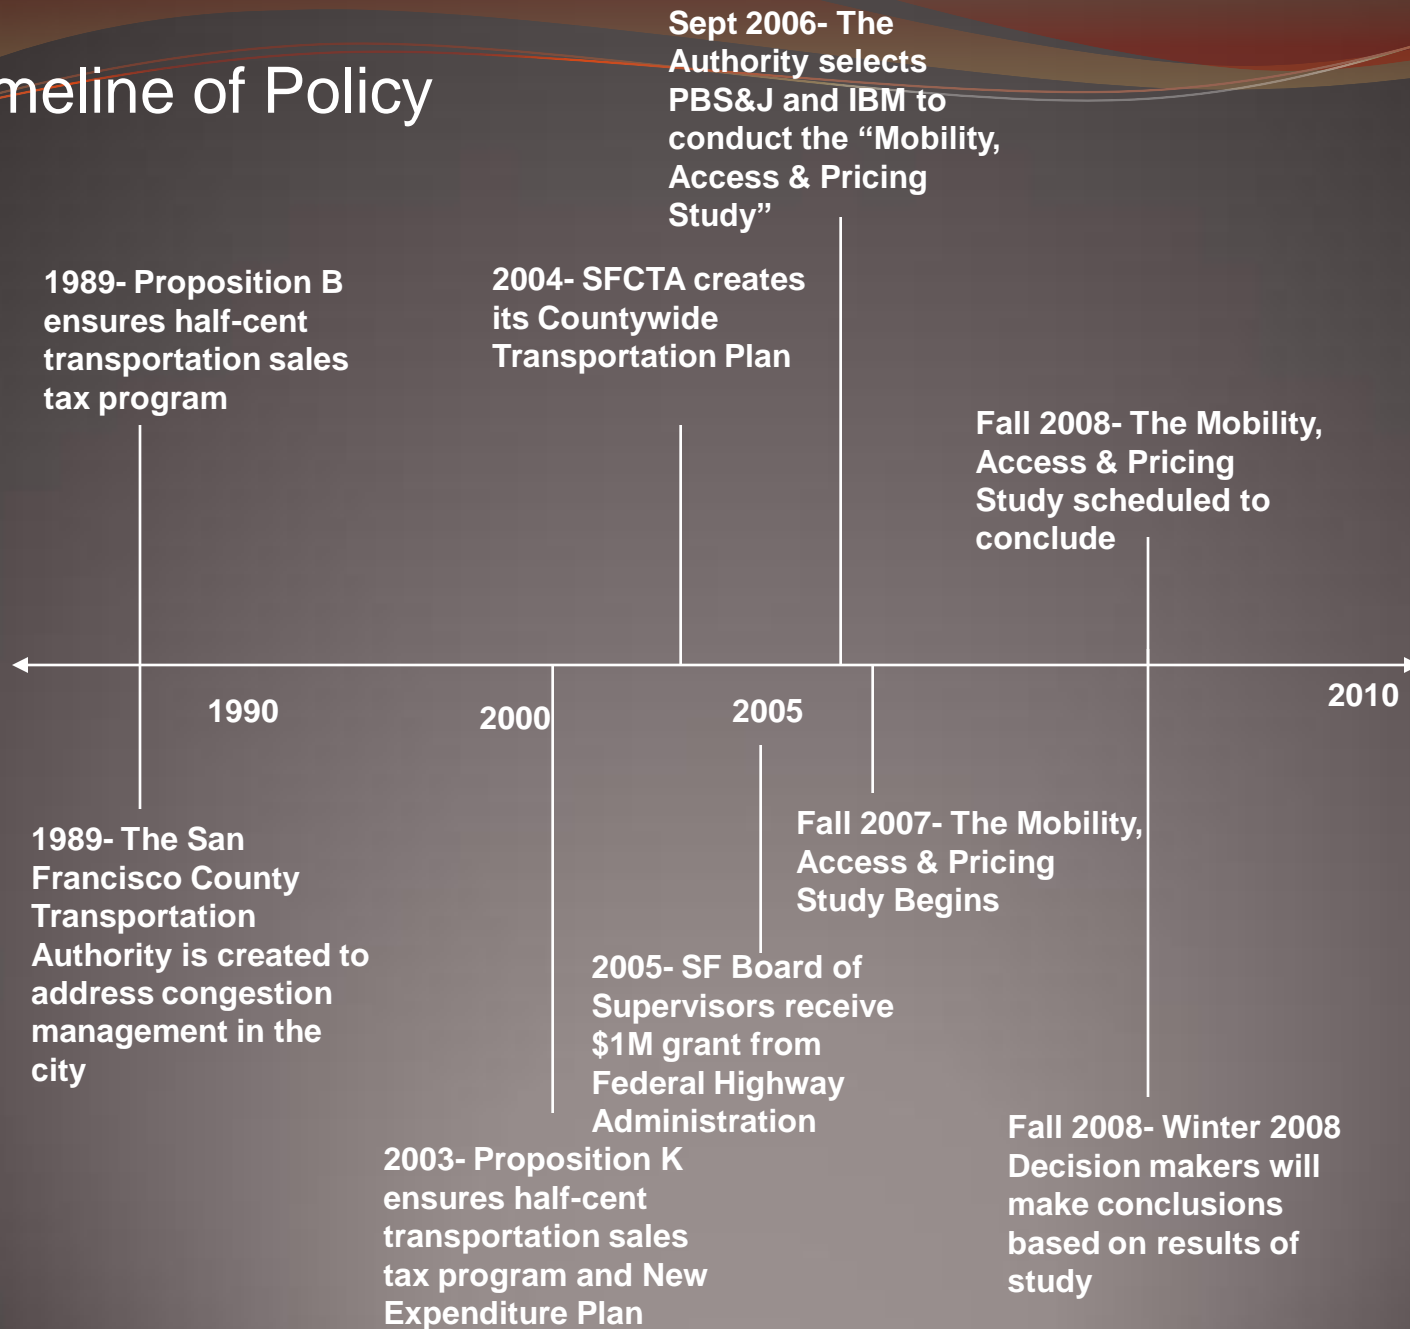 meline of Policy
Sept 2006- The
Authority selects
PBS&J and IBM to
conduct the “Mobility,
Access & Pricing
Study”
1989- Proposition B
ensures half-cent
transportation sales
tax program
2004- SFCTA creates
its Countywide
Transportation Plan
Fall 2008- The Mobility,
Access & Pricing
Study scheduled to
conclude
1990
2000
2005
2010
1989- The San
Francisco County
Transportation
Authority is created to
address congestion
management in the
city
Fall 2007- The Mobility,
Access & Pricing
Study Begins
2005- SF Board of
Supervisors receive
$1M grant from
Federal Highway
Administration
2003- Proposition K
ensures half-cent
transportation sales
tax program and New
Expenditure Plan
Fall 2008- Winter 2008
Decision makers will
make conclusions
based on results of
study